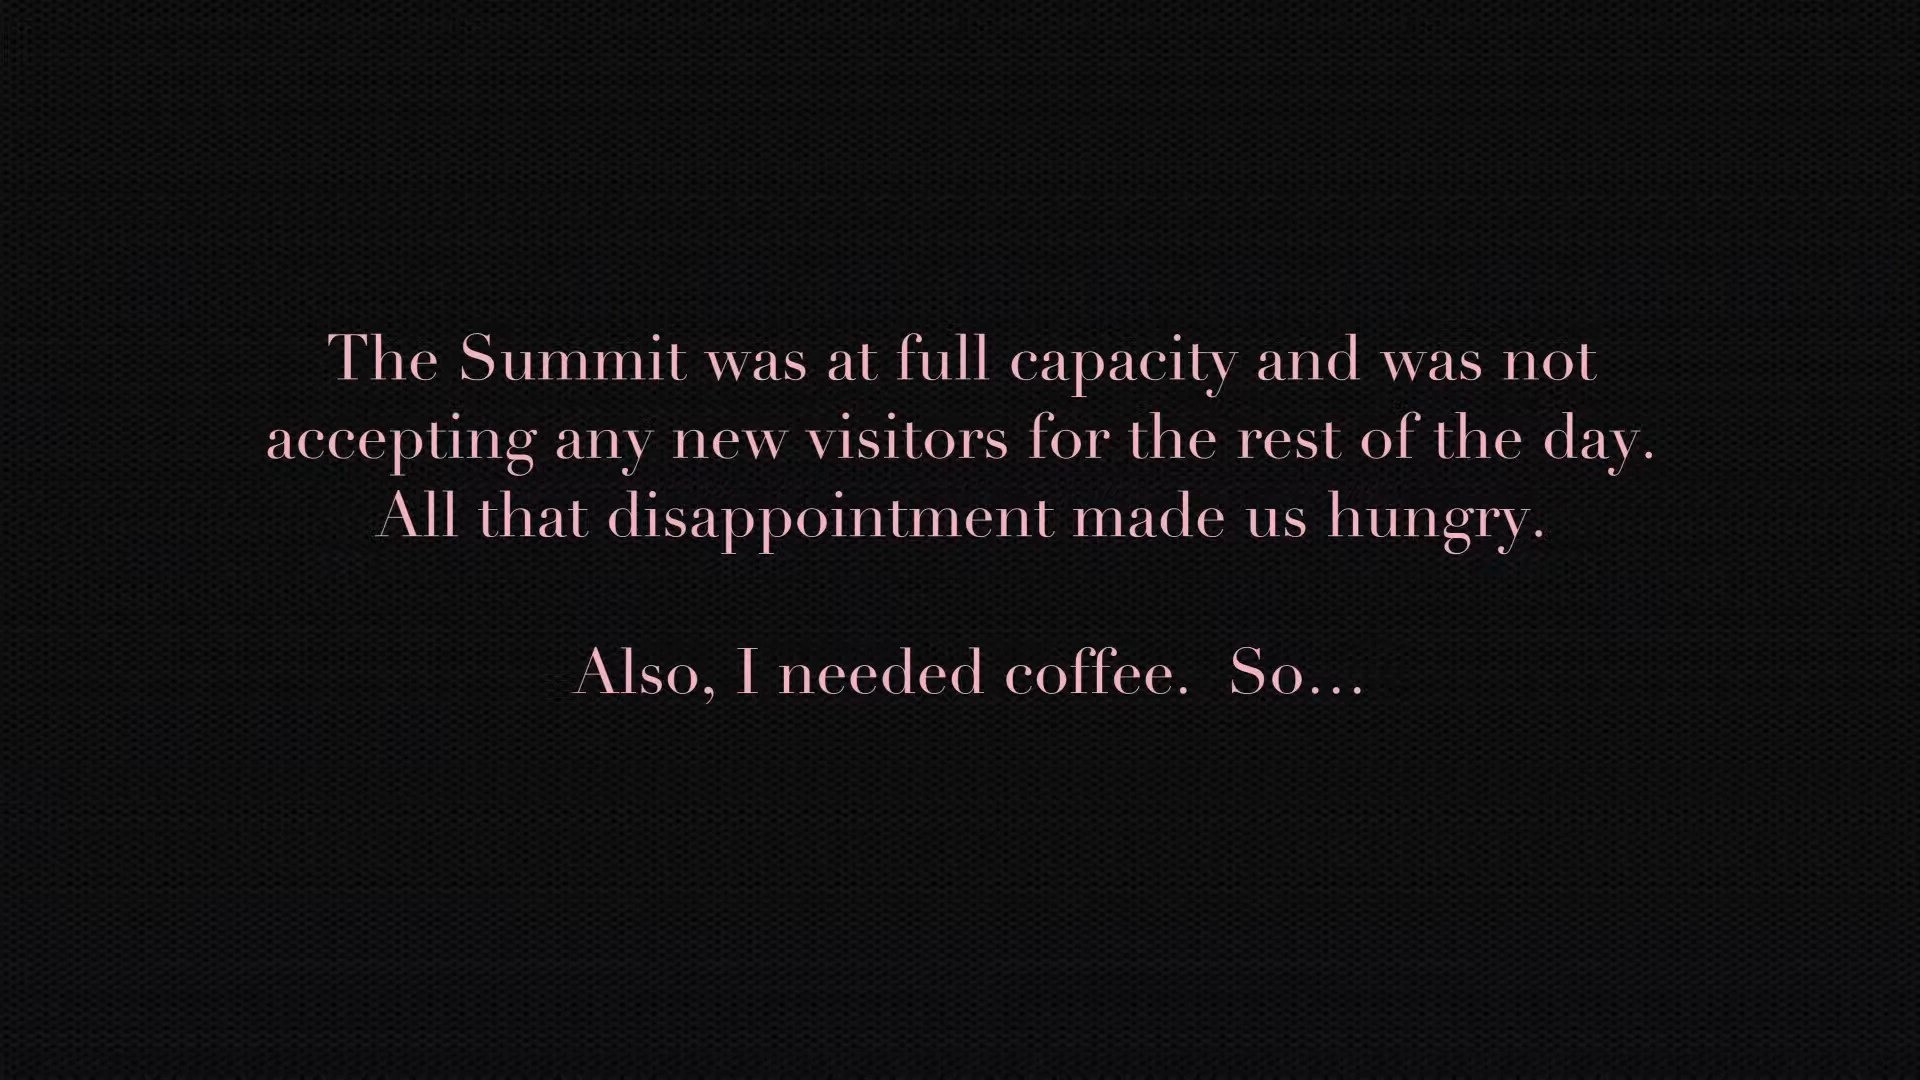 The Summit was at full capacity and was not
accepting any new visitors for the rest of the day.
All that disappointment made us hungry.
Also, I needed coffee.  So...